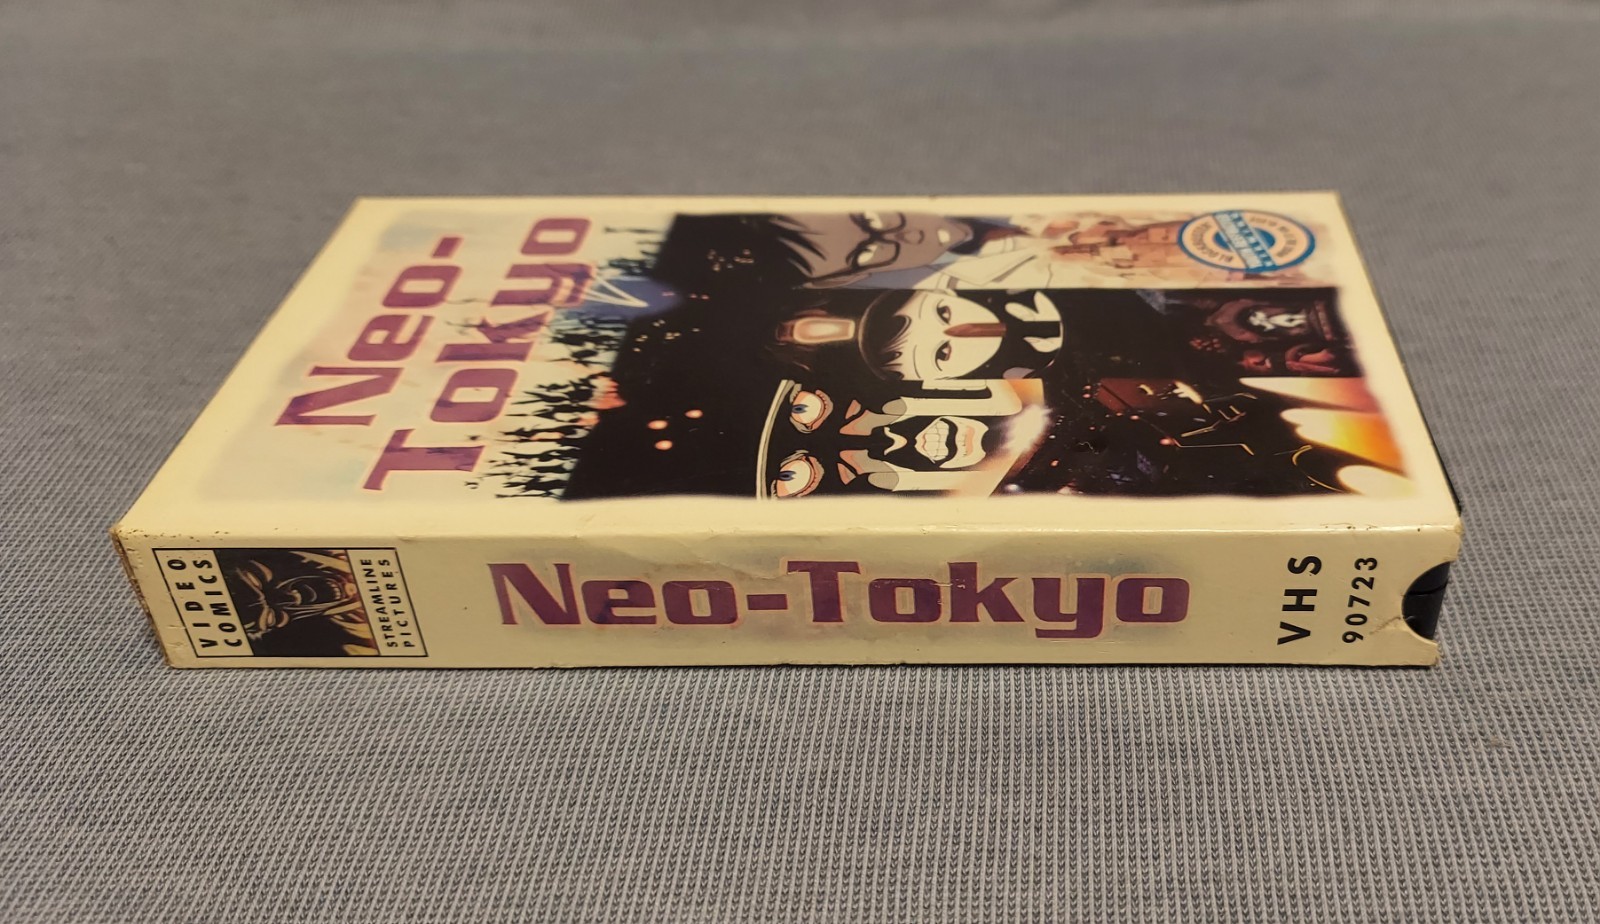 Neo-
Tokyo
VIDEO
COMICS
STREAMLINE
PICTURES
Neo-Tokyo
VHS
90723